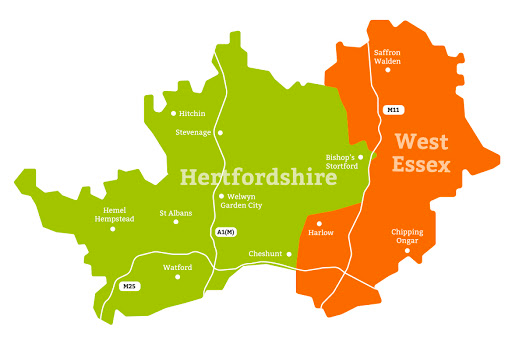 Saffron
Walden
M11
Hitchin
Stevenage
West
Essex
Bishop's
Stortford
Hertfordshire
Welwyn
Garden City
Hemel
Hempstead
St Albans
A1(M)
Harlow
Chipping
Ongar
Cheshunt
Watford
M25